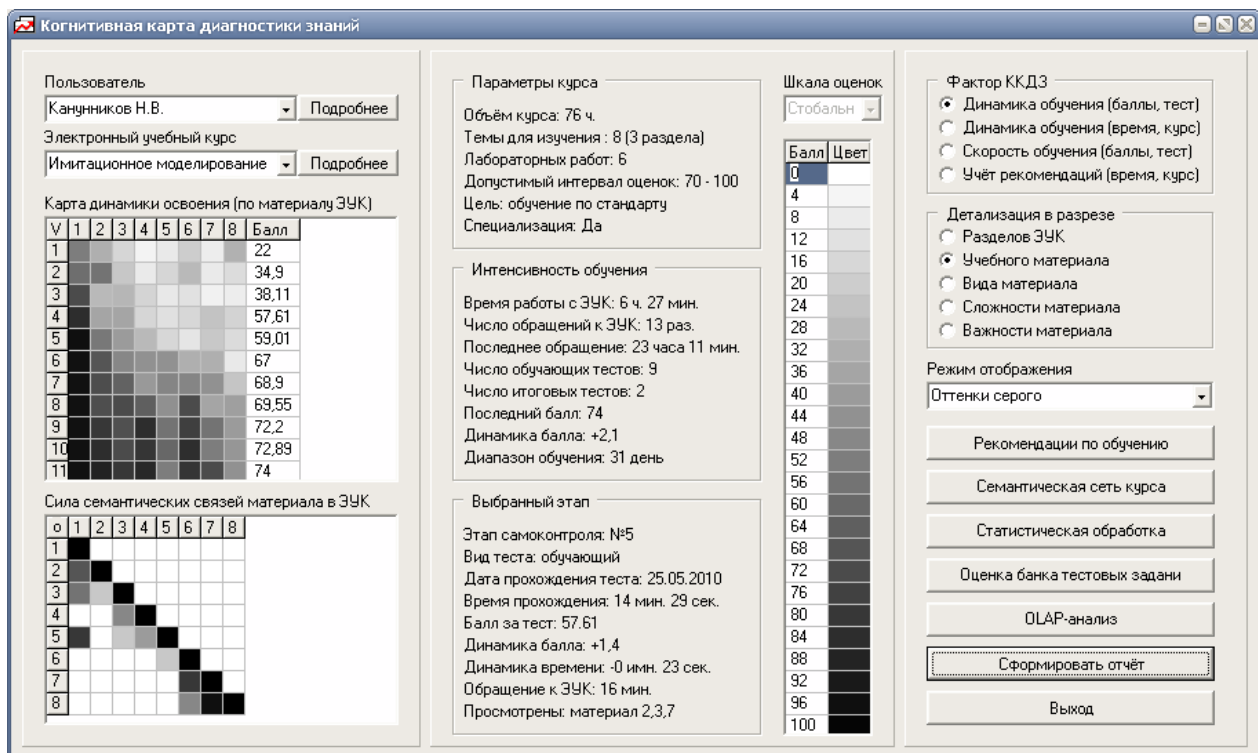 Когнитивная карта диагностики знаний
Пользователь
Канунников Н.В.
Подробнее
Электронный учебный курс
Имитационное моделирование
Подробнее
Карта динамики освоения (по материалу ЭУК)
V 1 2 3 4 5 6 7 8 Балл
1 22
2 34,9
3 38,11
4 57,61
5 59,01
6 67
7 68,9
8 69,55
9 72,2
10 72,89
11 74
Сила семантических связей материала в ЭУК
о 1 2 3 4 5 6 7 8
1
2
3
4
5
6
7
8
Параметры курса
Объём курса: 76 ч.
Темы для изучения : 8 (3 раздела)
Лабораторных работ: 6
Допустимый интервал оценок: 70 - 100
Цель: обучение по стандарту
Специализация: Да
Интенсивность обучения
Время работы с ЭУК: 6 ч. 27 мин.
Число обращений к ЭУК: 13 раз.
Последнее обращение: 23 часа 11 мин.
Число обучающих тестов: 9
Число итоговых тестов: 2
Последний балл: 74
Динамика балла: +2,1
Диапазон обучения: 31 день
Выбранный этап
Этап самоконтроля: №5
Вид теста: обучающий
Дата прохождения теста: 25.05.2010
Время прохождения: 14 мин. 29 сек.
Балл за тест: 57.61
Динамика балла: +1,4
Динамика времени: -0 имн. 23 сек.
Обращение к ЭУК: 16 мин.
Просмотрены: материал 2,3,7
Шкала оценок
Стобальн
Балл Цвет
0
4
8
12
16
20
24
28
32
36
40
44
48
52
56
60
64
68
72
76
80
84
88
92
96
100
Фактор ККДЗ
Динамика обучения (баллы, тест)
Динамика обучения (время, курс)
Скорость обучения (баллы, тест)
Учёт рекомендаций (время, курс)
Детализация в разрезе
Разделов ЭУК
Учебного материала
Вида материала
Сложности материала
Важности материала
Режим отображения
Оттенки серого
Рекомендации по обучению
Семантическая сеть курса
Статистическая обработка
Оценка банка тестовых задани
OLAP-анализ
Сформировать отчёт
Выход